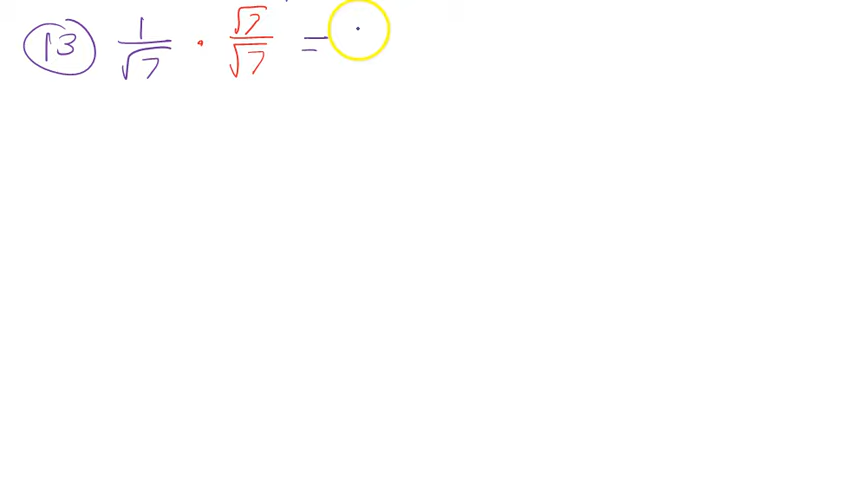 13 1/√7 · √7/√7 =